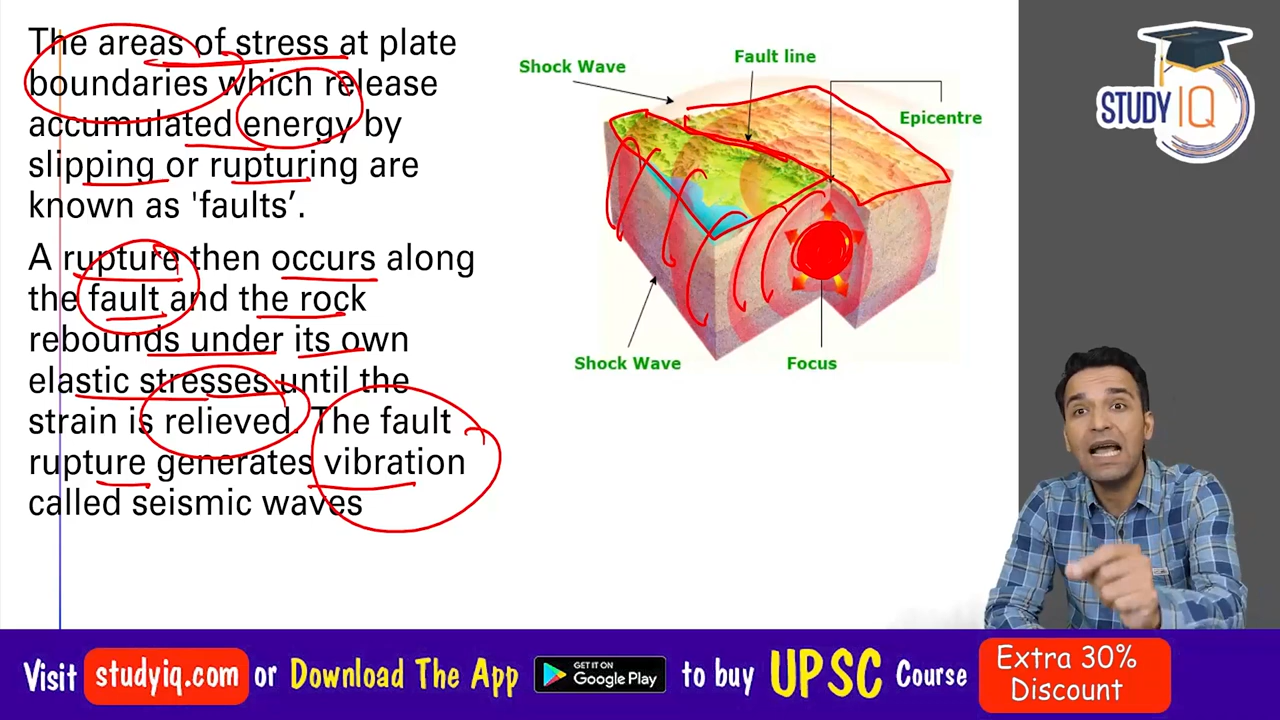 The areas of stress at plate
boundaries which release
accumulated energy by
slipping or rupturing are
known as 'faults’.
A rupture then occurs along
the fault and the rock
rebounds under its own
elastic stresses until the
strain is relieved. The fault
rupture generates vibration
called seismic waves
Shock Wave
Fault line
Epicentre
Shock Wave
Focus
STUDY IQ
Visit studyiq.com or Download The App GET IT ON Google Play to buy UPSC Course
Extra 30%
Discount